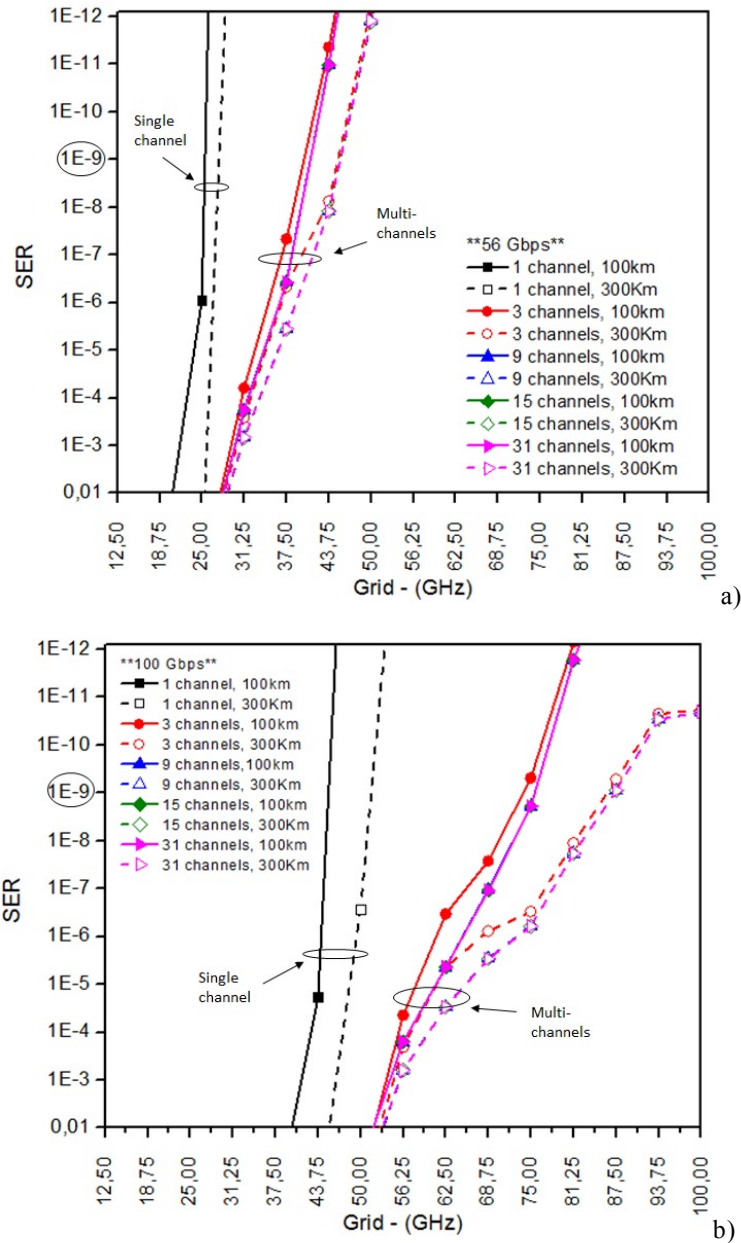 1E-12
1E-11
1E-10
1E-9
1E-8
1E-7
1E-6
1E-5
1E-4
1E-3
0,01
SER
Single
channel
Multi-
channels
**56 Gbps**
1 channel, 100km
1 channel, 300Km
3 channels, 100km
3 channels, 300Km
9 channels, 100km
9 channels, 300Km
15 channels, 100km
15 channels, 300Km
31 channels, 100km
31 channels, 300Km
12,50
18,75
25,00
31,25
37,50
43,75
50,00
56,25
62,50
68,75
75,00
81,25
87,50
93,75
100,00
Grid - (GHz)
a)
1E-12
1E-11
1E-10
1E-9
1E-8
1E-7
1E-6
1E-5
1E-4
1E-3
0,01
SER
**100 Gbps**
1 channel, 100km
1 channel, 300Km
3 channels, 100km
3 channels, 300Km
9 channels,100km
9 channels, 300Km
15 channels, 100km
15 channels, 300Km
31 channels, 100km
31 channels, 300Km
Single
channel
Multi-
channels
12,50
18,75
25,00
31,25
37,50
43,75
50,00
56,25
62,50
68,75
75,00
81,25
87,50
93,75
100,00
Grid - (GHz)
b)